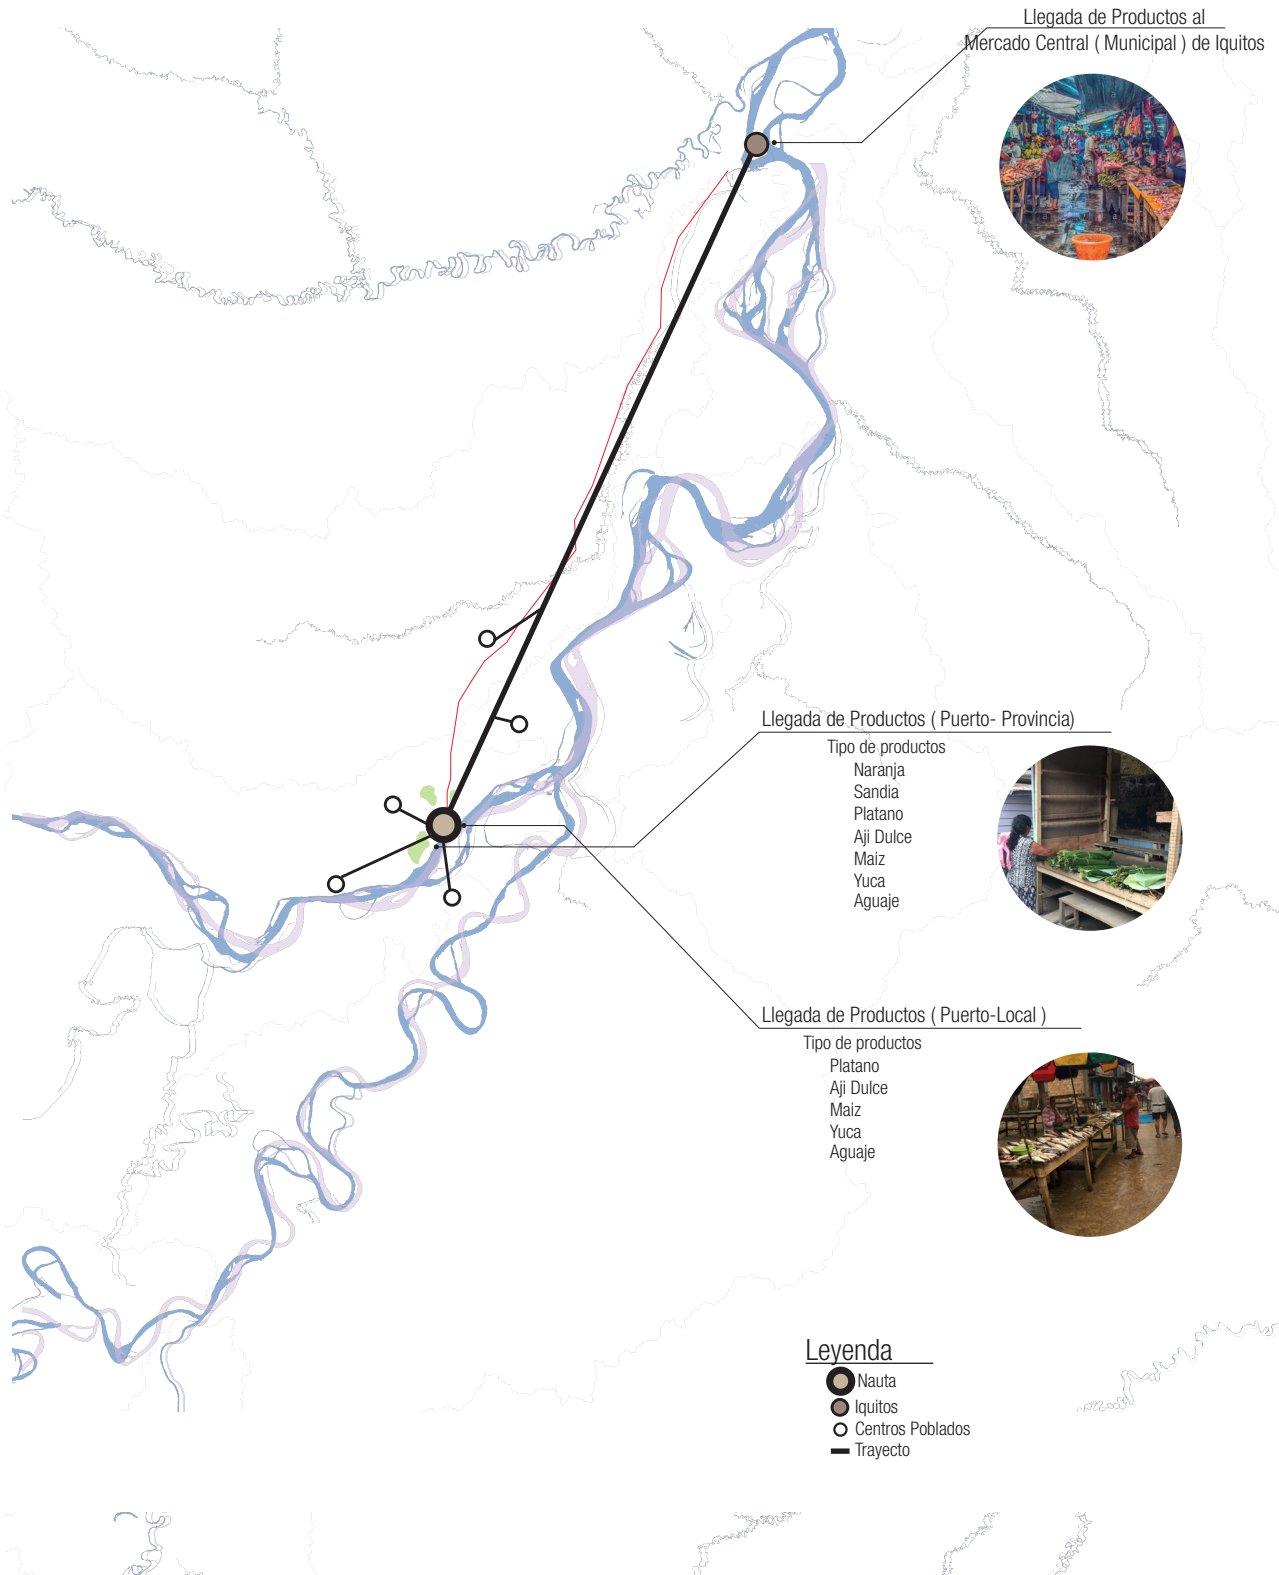 Llegada de Productos al
Mercado Central ( Municipal ) de Iquitos
Llegada de Productos ( Puerto- Provincia)
Tipo de productos
Naranja
Sandia
Platano
Aji Dulce
Maiz
Yuca
Aguaje
Llegada de Productos ( Puerto-Local )
Tipo de productos
Platano
Aji Dulce
Maiz
Yuca
Aguaje
Leyenda
Nauta
Iquitos
Centros Poblados
Trayecto